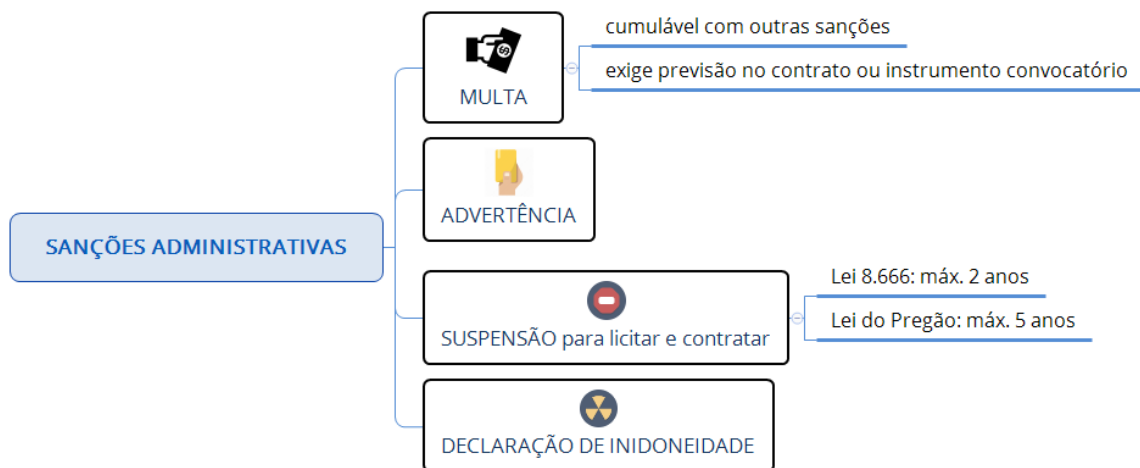 SANÇÕES ADMINISTRATIVAS
MULTA
cumulável com outras sanções
exige previsão no contrato ou instrumento convocatório
ADVERTÊNCIA
SUSPENSÃO para licitar e contratar
Lei 8.666: máx. 2 anos
Lei do Pregão: máx. 5 anos
DECLARAÇÃO DE INIDONEIDADE